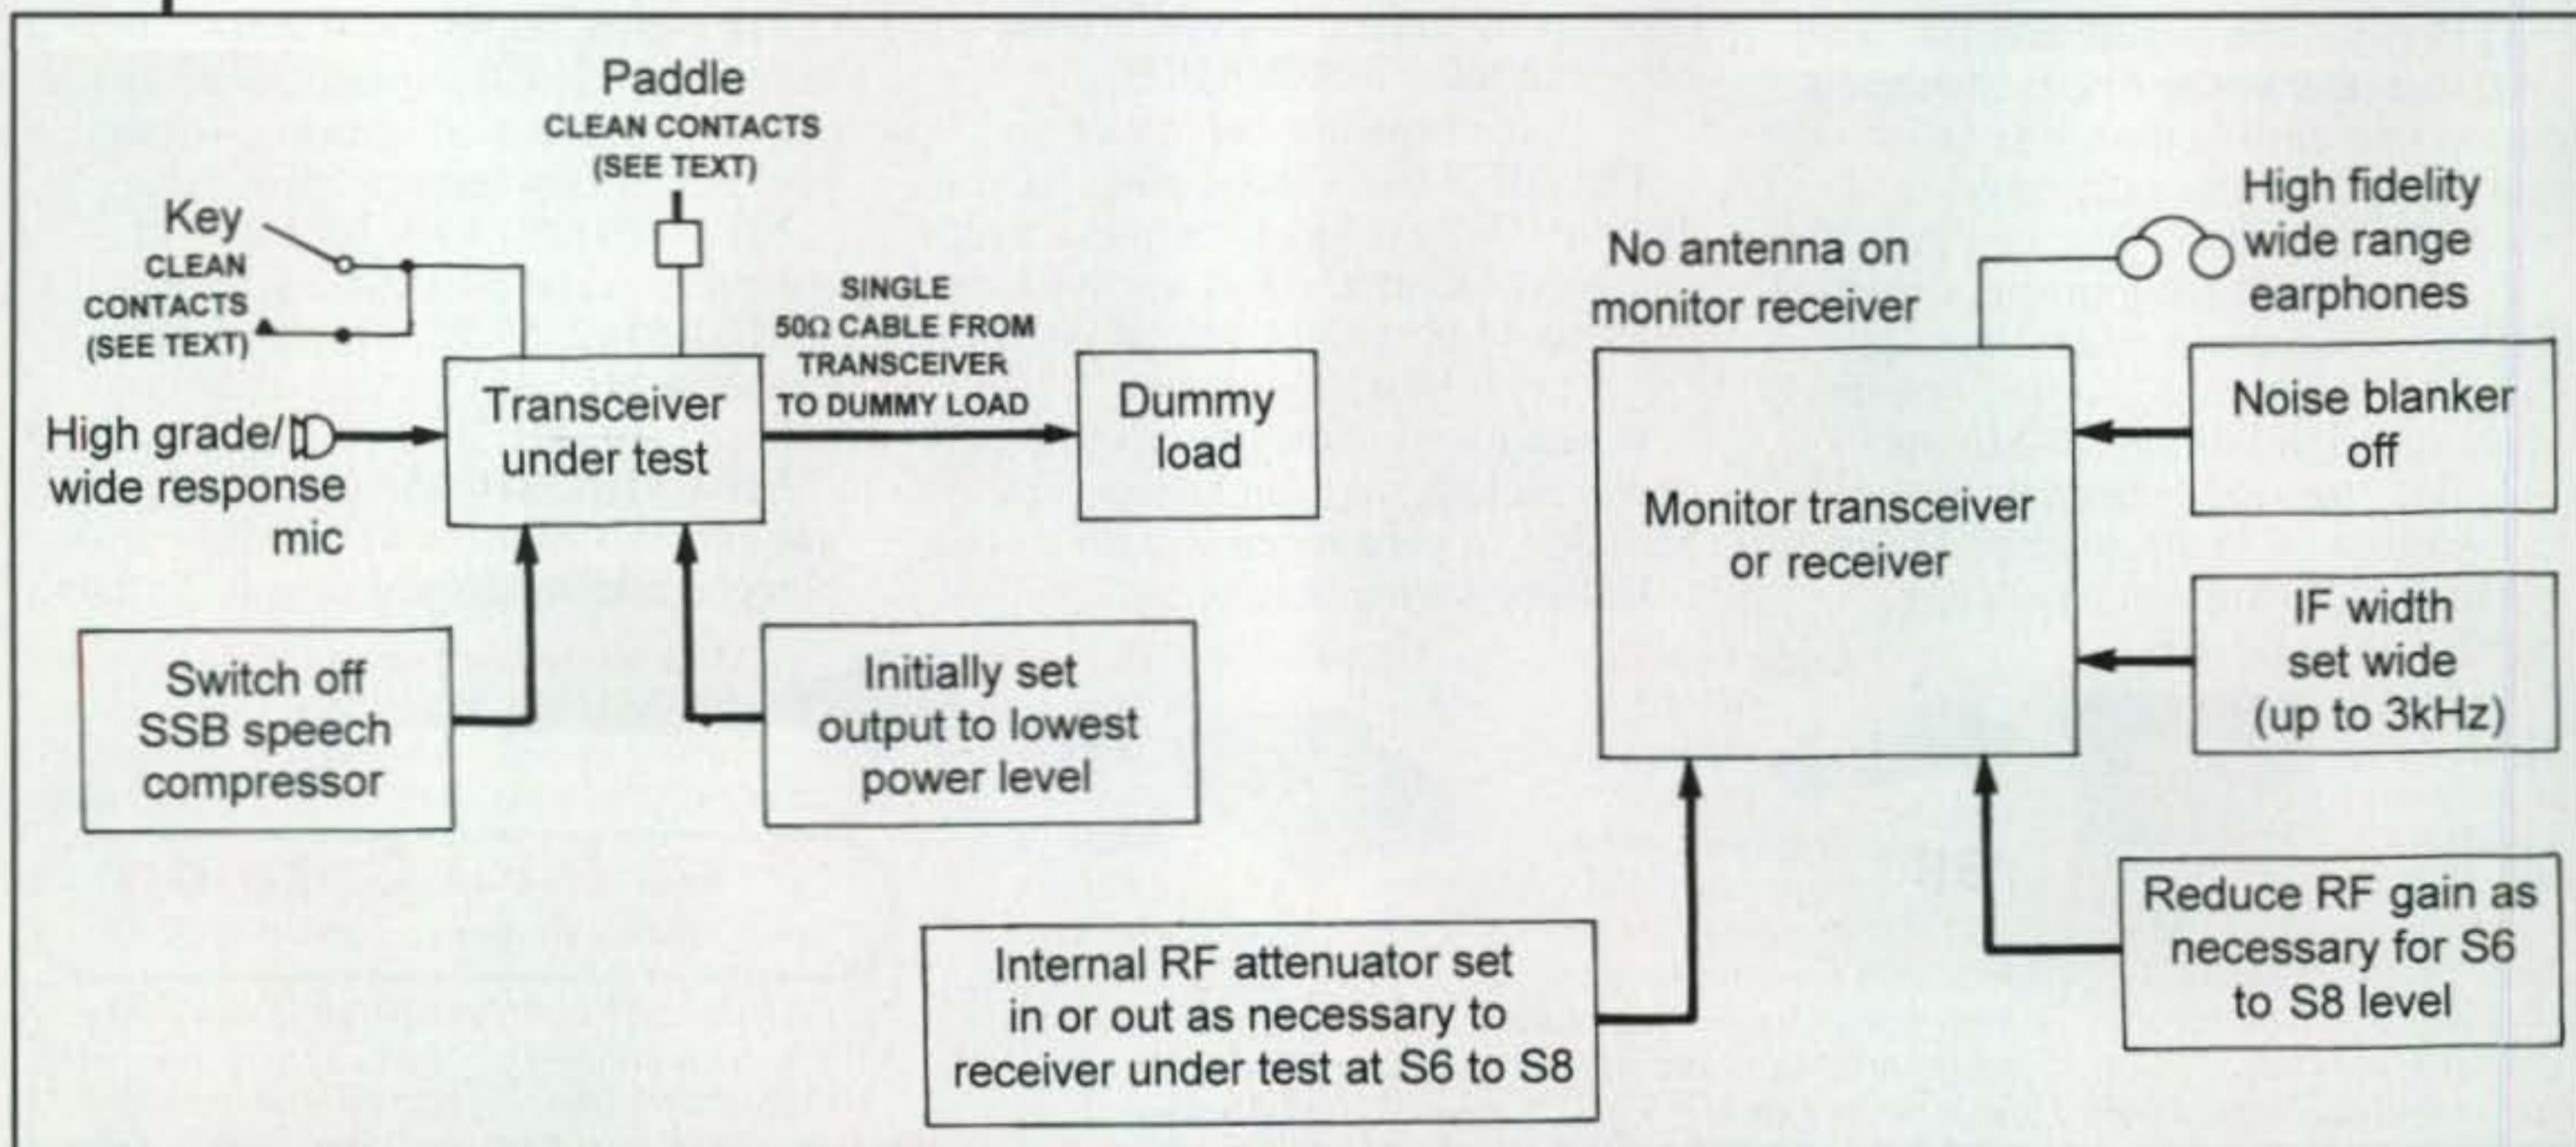 Paddle
CLEAN CONTACTS
(SEE TEXT)
Key
CLEAN
CONTACTS
(SEE TEXT)
High grade/
wide response
mic
Transceiver
under test
SINGLE
50Ω CABLE FROM
TRANSCEIVER
TO DUMMY LOAD
Dummy
load
Switch off
SSB speech
compressor
Initially set
output to lowest
power level
No antenna on
monitor receiver
High fidelity
wide range
earphones
Monitor transceiver
or receiver
Noise blanker
off
IF width
set wide
(up to 3kHz)
Internal RF attenuator set
in or out as necessary to
receiver under test at S6 to S8
Reduce RF gain as
necessary for S6
to S8 level